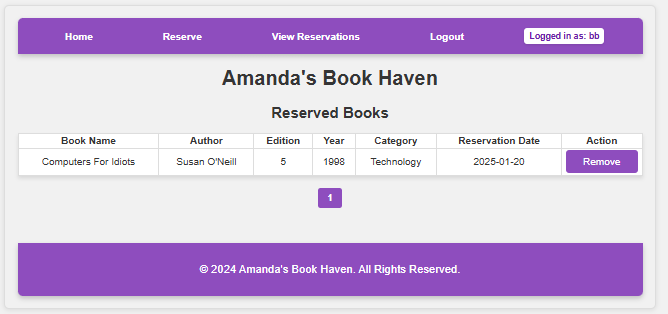 Home Reserve View Reservations Logout Logged in as: bb
Amanda's Book Haven
Reserved Books
Book Name Author Edition Year Category Reservation Date Action
Computers For Idiots Susan O'Neill 5 1998 Technology 2025-01-20 Remove
1
© 2024 Amanda's Book Haven. All Rights Reserved.